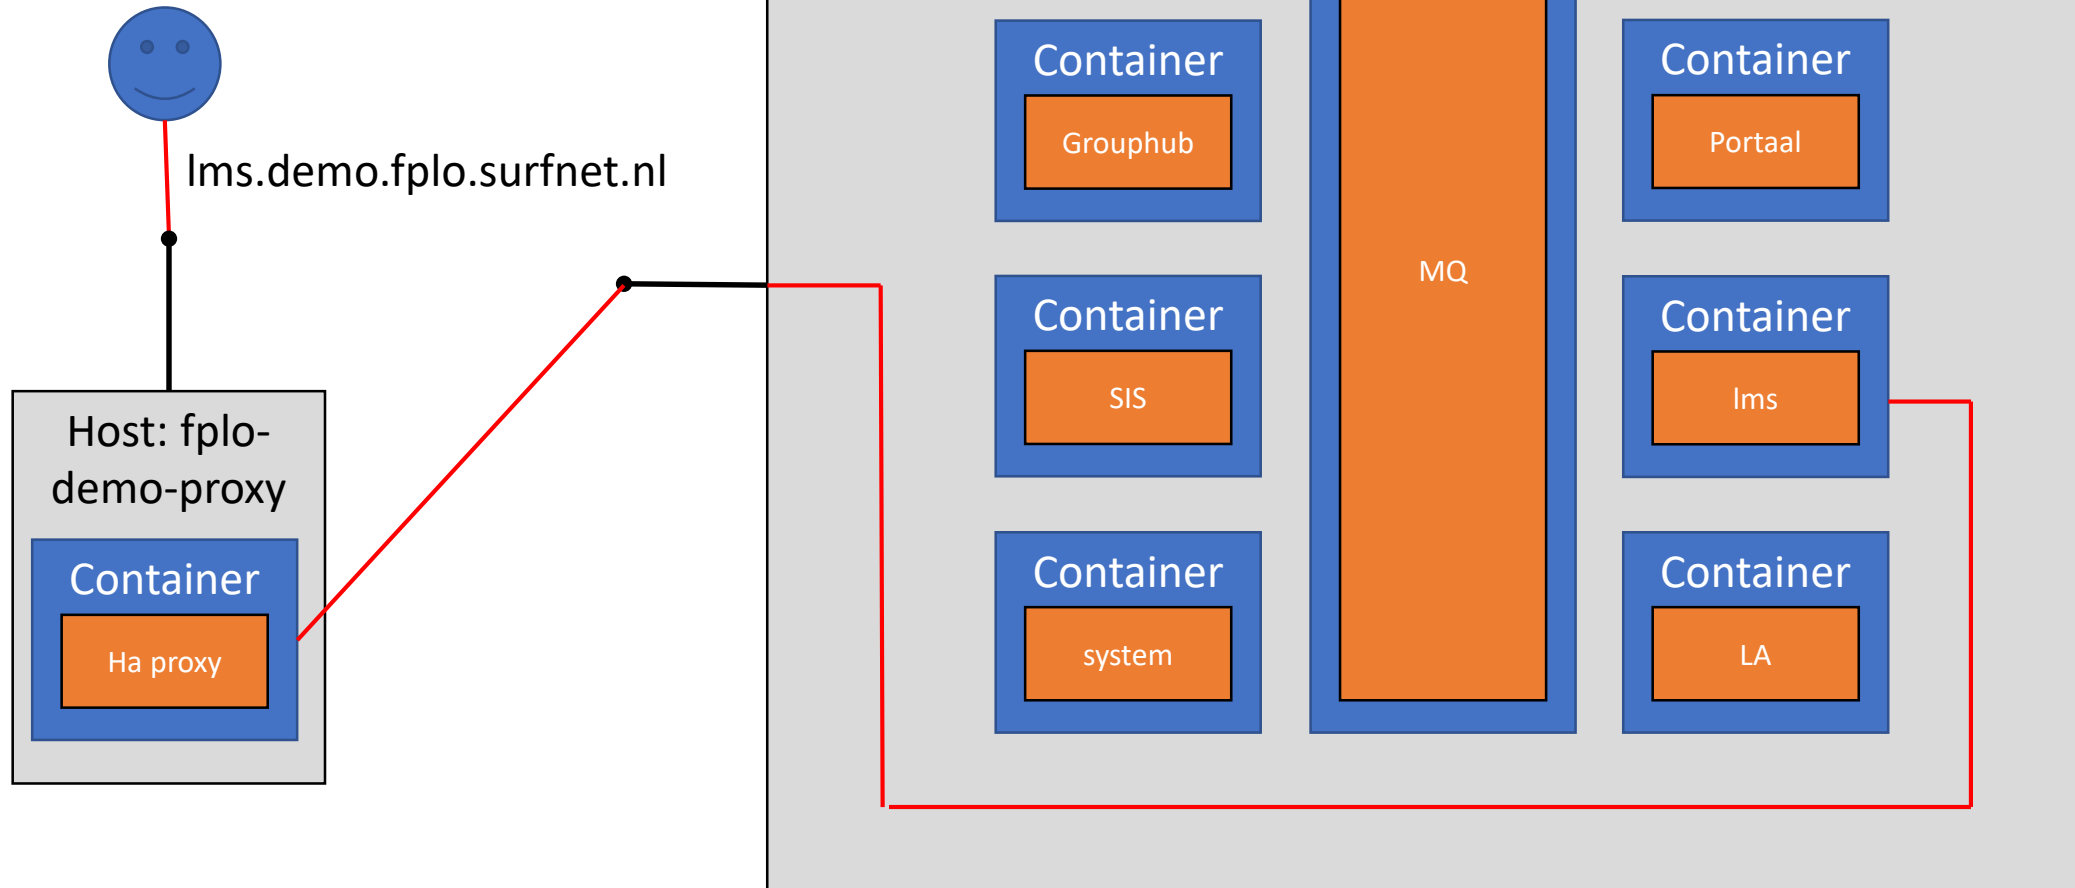 lms.demo.fplo.surfnet.nl
Host: fplo-
demo-proxy
Container
Ha proxy
Container
Grouphub
Container
SIS
Container
system
MQ
Container
Portaal
Container
lms
Container
LA